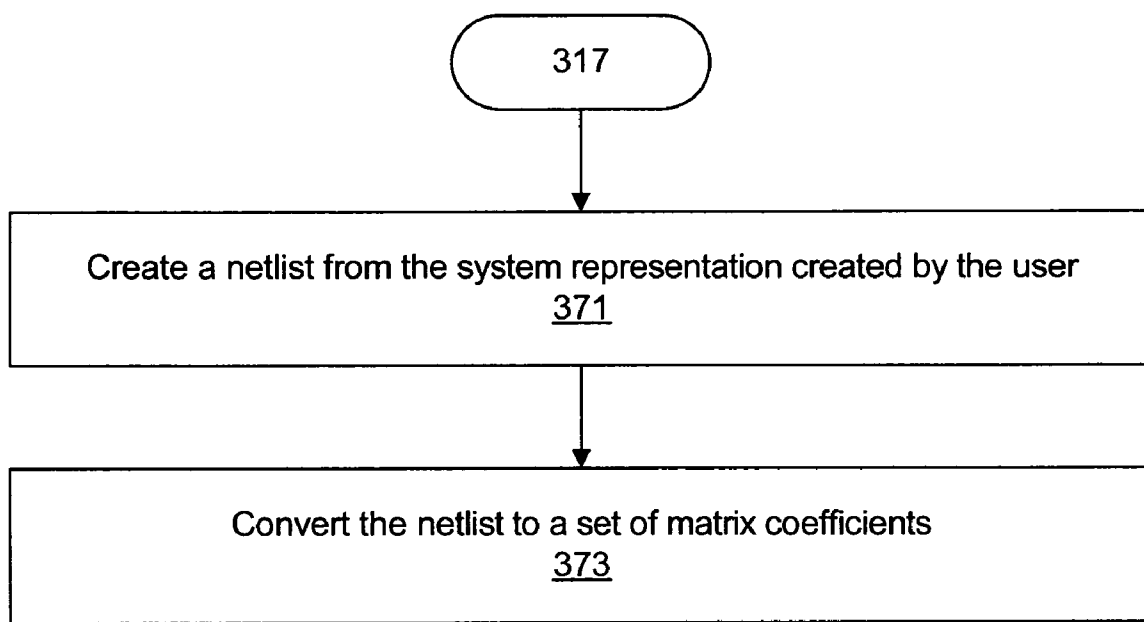 317
Create a netlist from the system representation created by the user
371
Convert the netlist to a set of matrix coefficients
373